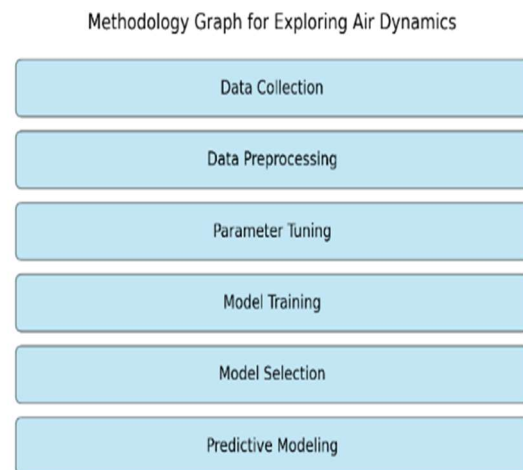 Methodology Graph for Exploring Air Dynamics
Data Collection
Data Preprocessing
Parameter Tuning
Model Training
Model Selection
Predictive Modeling